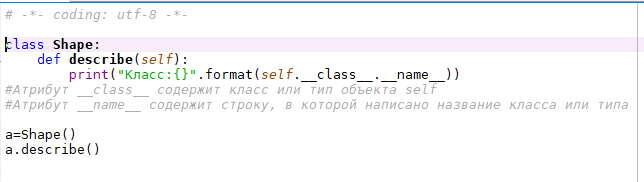 # -*- coding: utf-8 -*-
class Shape:
    def describe(self):
        print("Класс:{}".format(self.__class__.__name__))
#Атрибут __class__ содержит класс или тип объекта self
#Атрибут __name__ содержит строку, в которой написано название класса или типа
a=Shape()
a.describe()